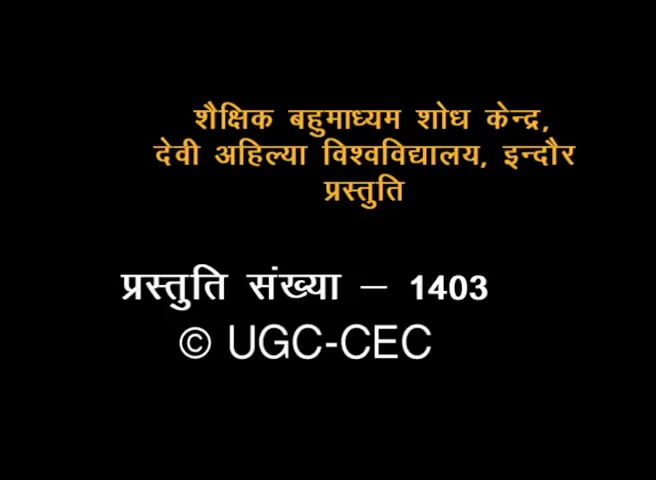 शैक्षिक बहुमाध्यम शोध केन्द्र,
देवी अहिल्या विश्वविद्यालय, इन्दौर
प्रस्तुति
प्रस्तुति संख्या – 1403
© UGC-CEC